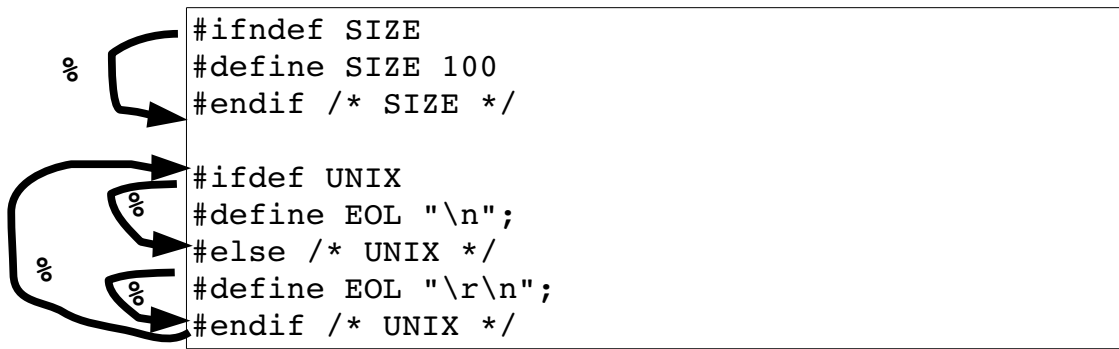 #ifndef SIZE
#define SIZE 100
#endif /* SIZE */
#ifdef UNIX
#define EOL "\n";
#else /* UNIX */
#define EOL "\r\n";
#endif /* UNIX */
%
%
%
%